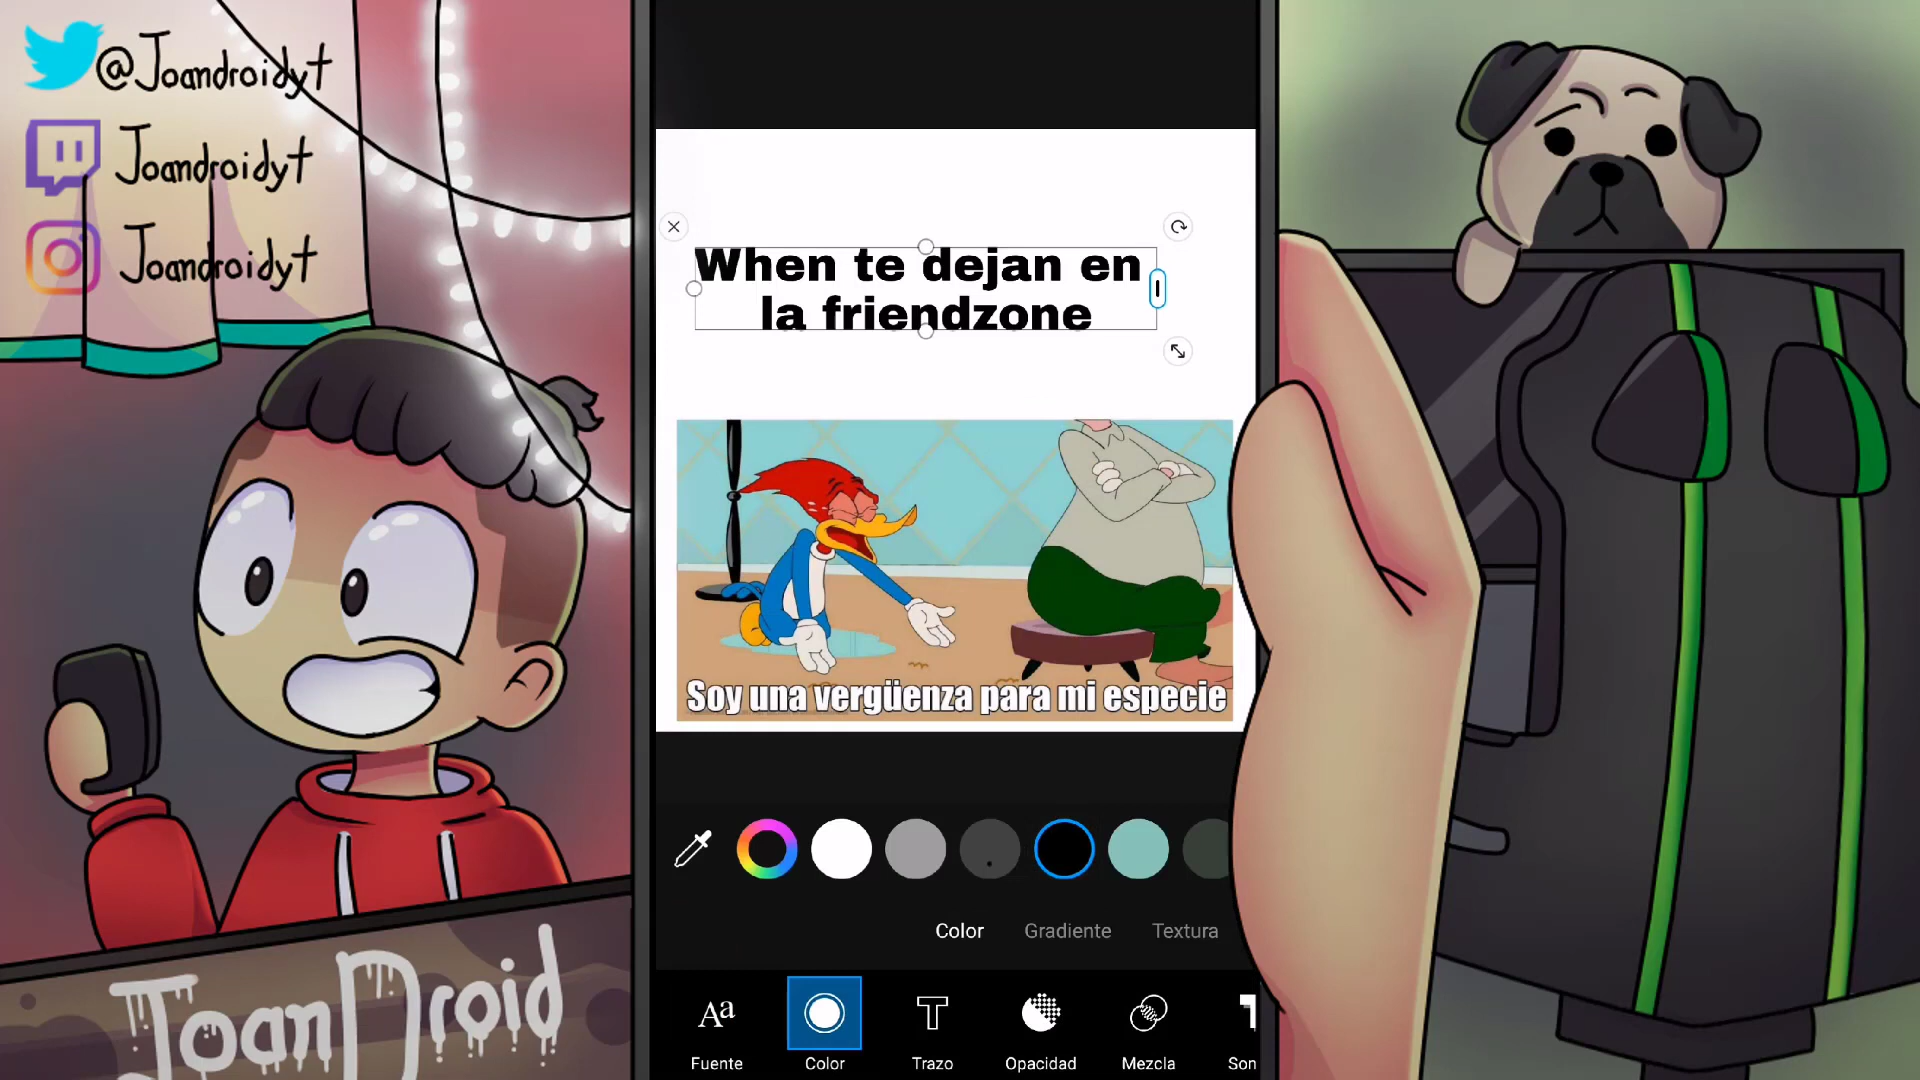 @Joandroidyt
Joandroidyt
Joandroidyt
When te dejan en
la friendzone
Soy una vergüenza para mi especie
Color
Gradiente
Textura
Aa
Fuente
Color
Trazo
Opacidad
Mezcla
Son
JoanDroid